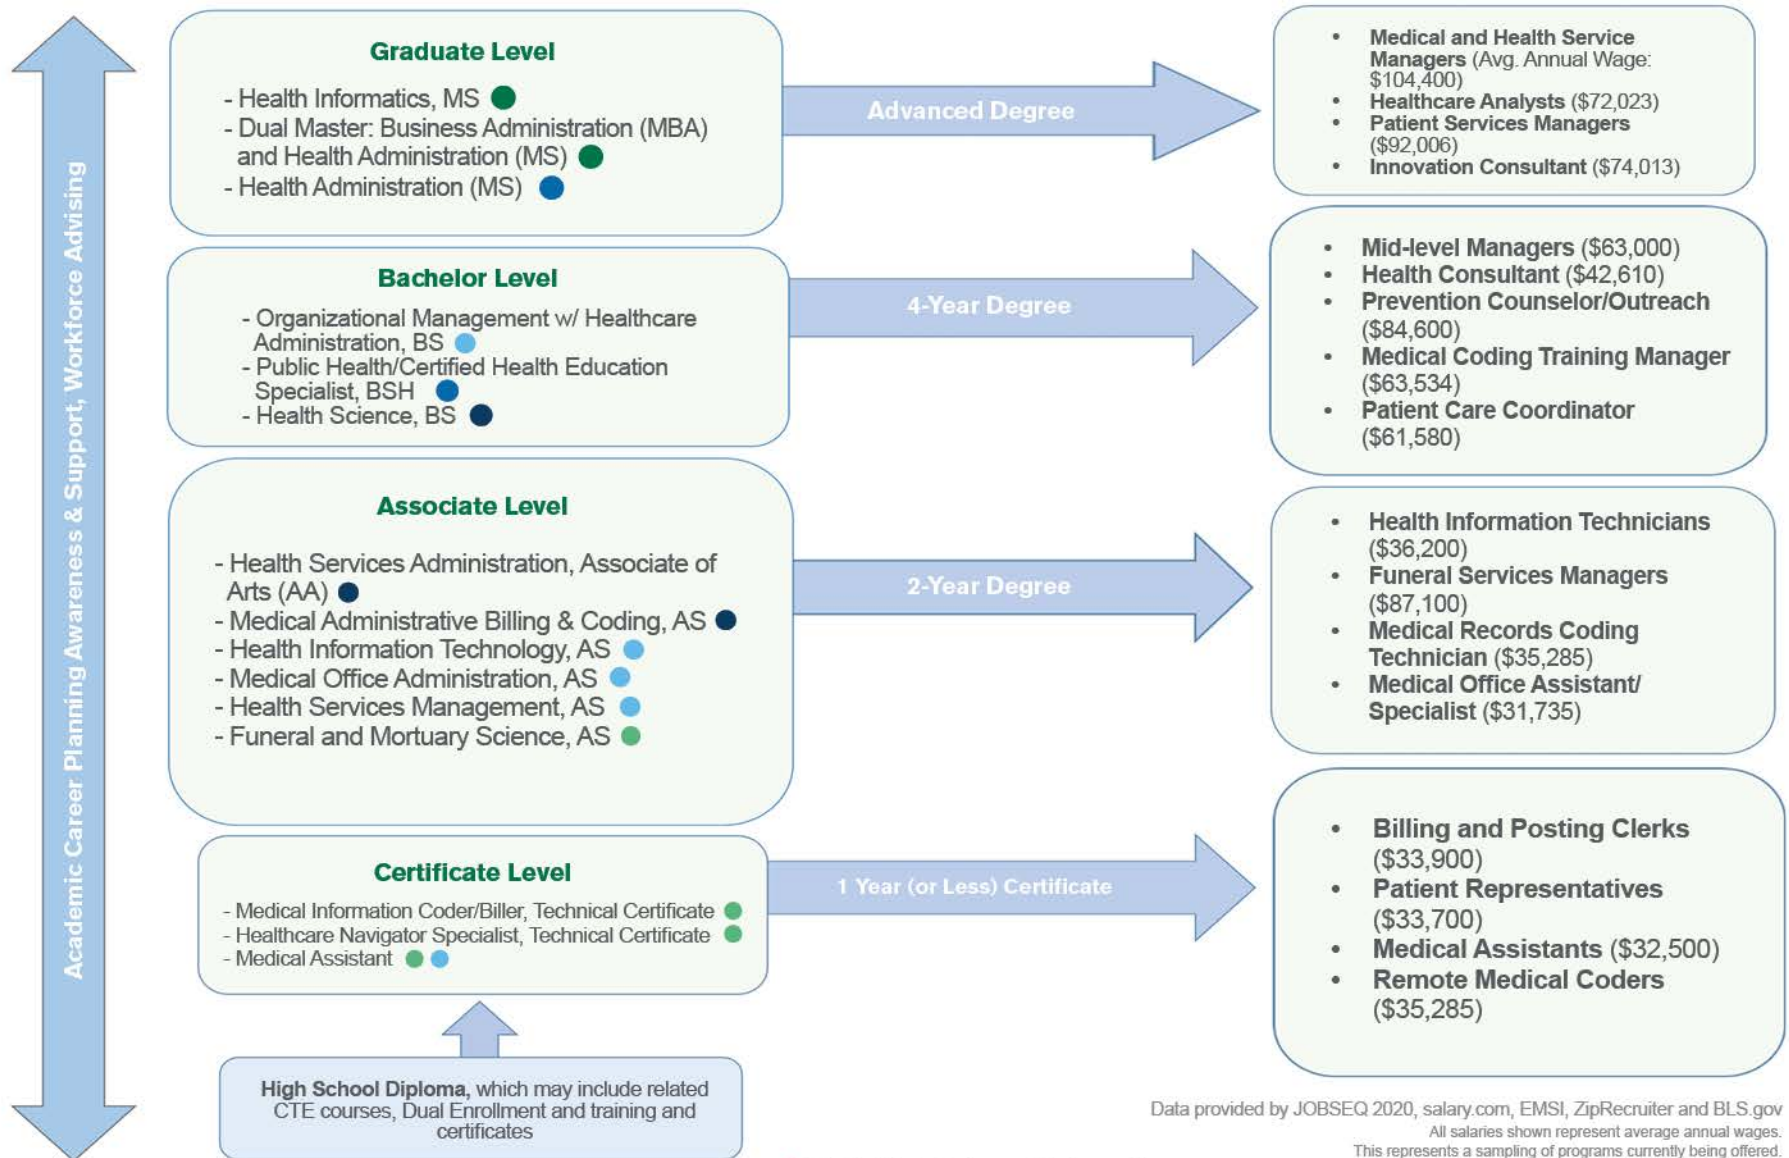 Academic Career Planning Awareness & Support, Workforce Advising
Graduate Level
- Health Informatics, MS
- Dual Master: Business Administration (MBA)
and Health Administration (MS)
- Health Administration (MS)
Advanced Degree
• Medical and Health Service
Managers (Avg. Annual Wage:
$104,400)
• Healthcare Analysts ($72,023)
• Patient Services Managers
($92,006)
• Innovation Consultant ($74,013)
Bachelor Level
- Organizational Management w/ Healthcare
Administration, BS
- Public Health/Certified Health Education
Specialist, BSH
- Health Science, BS
4-Year Degree
• Mid-level Managers ($63,000)
• Health Consultant ($42,610)
• Prevention Counselor/Outreach
($84,600)
• Medical Coding Training Manager
($63,534)
• Patient Care Coordinator
($61,580)
Associate Level
- Health Services Administration, Associate of
Arts (AA)
- Medical Administrative Billing & Coding, AS
- Health Information Technology, AS
- Medical Office Administration, AS
- Health Services Management, AS
- Funeral and Mortuary Science, AS
2-Year Degree
• Health Information Technicians
($36,200)
• Funeral Services Managers
($87,100)
• Medical Records Coding
Technician ($35,285)
• Medical Office Assistant/
Specialist ($31,735)
Certificate Level
- Medical Information Coder/Biller, Technical Certificate
- Healthcare Navigator Specialist, Technical Certificate
- Medical Assistant
1 Year (or Less) Certificate
• Billing and Posting Clerks
($33,900)
• Patient Representatives
($33,700)
• Medical Assistants ($32,500)
• Remote Medical Coders
($35,285)
High School Diploma, which may include related
CTE courses, Dual Enrollment and training and
certificates
Data provided by JOBSEQ 2020, salary.com, EMSI, ZipRecruiter and BLS.gov
All salaries shown represent average annual wages.
This represents a sampling of programs currently being offered.